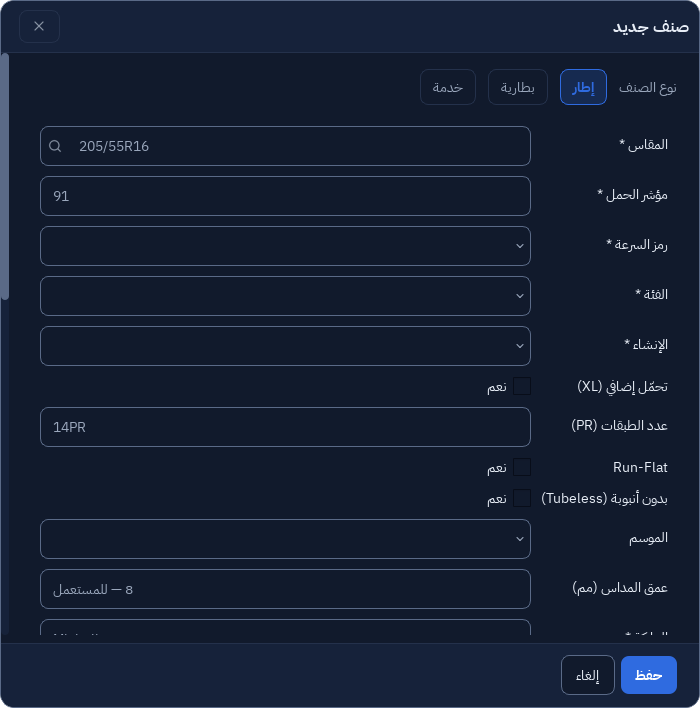 صنف جديد
نوع الصنف إطار بطارية خدمة
المقاس * 205/55R16
مؤشر الحمل * 91
رمز السرعة *
الفئة *
الإنشاء *
تحمّل إضافي (XL) نعم
عدد الطبقات (PR) 14PR
Run-Flat نعم
بدون أنبوبة (Tubeless) نعم
الموسم
عمق المداس (مم) 8 — للمستعمل
حفظ إلغاء